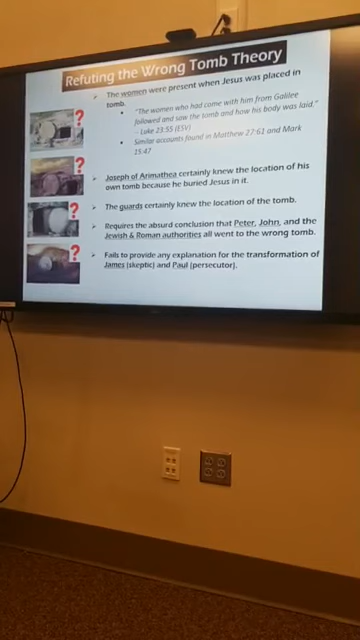 Refuting the Wrong Tomb Theory
➤ The women were present when Jesus was placed in
tomb.
• "The women who had come with him from Galilee
followed and saw the tomb and how his body was laid."
– Luke 23:55 (ESV)
• Similar accounts found in Matthew 27:61 and Mark
15:47
➤ Joseph of Arimathea certainly knew the location of his
own tomb because he buried Jesus in it.
➤ The guards certainly knew the location of the tomb.
➤ Requires the absurd conclusion that Peter, John, and the
Jewish & Roman authorities all went to the wrong tomb.
➤ Fails to provide any explanation for the transformation of
James (skeptic) and Paul (persecutor).
?
?
?
?